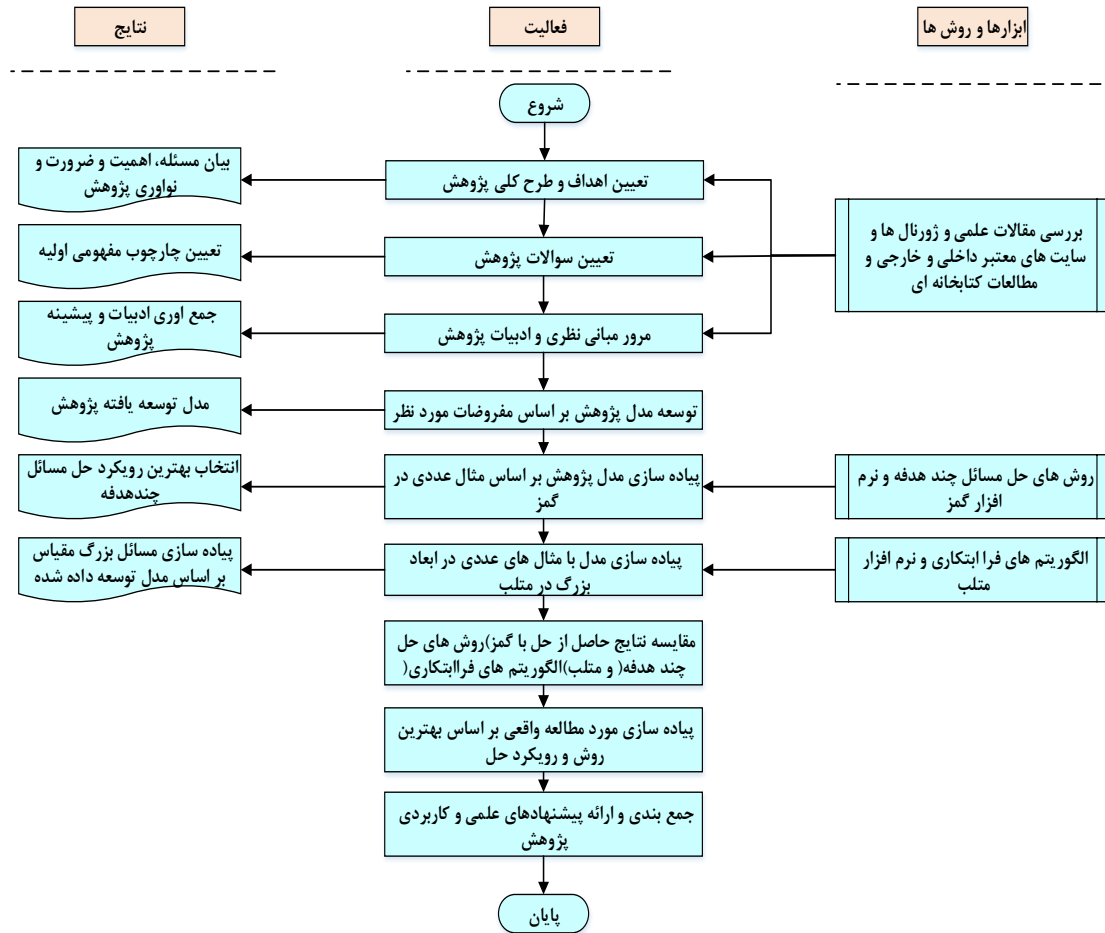 ابزارها و روش ها
فعالیت
نتایج
شروع
تعیین اهداف و طرح کلی پژوهش
بیان مسئله، اهمیت و ضرورت و
نواوری پژوهش
بررسی مقالات علمی و ژورنال ها و
سایت های معتبر داخلی و خارجی و
مطالعات کتابخانه ای
تعیین سوالات پژوهش
تعیین چارچوب مفهومی اولیه
مرور مبانی نظری و ادبیات پژوهش
جمع اوری ادبیات و پیشینه
پژوهش
توسعه مدل پژوهش بر اساس مفروضات مورد نظر
مدل توسعه یافته پژوهش
روش های حل مسائل چند هدفه و نرم
افزار گمز
پیاده سازی مدل پژوهش بر اساس مثال عددی در
گمز
انتخاب بهترین رویکرد حل مسائل
چندهدفه
الگوریتم های فرا ابتکاری و نرم افزار
متلب
پیاده سازی مدل با مثال های عددی در ابعاد
بزرگ در متلب
پیاده سازی مسائل بزرگ مقیاس
بر اساس مدل توسعه داده شده
مقایسه نتایج حاصل از حل با گمز)روش های حل
چند هدفه( و متلب)الگوریتم های فراابتکاری(
پیاده سازی مورد مطالعه واقعی بر اساس بهترین
روش و رویکرد حل
جمع بندی و ارائه پیشنهادهای علمی و کاربردی
پژوهش
پایان